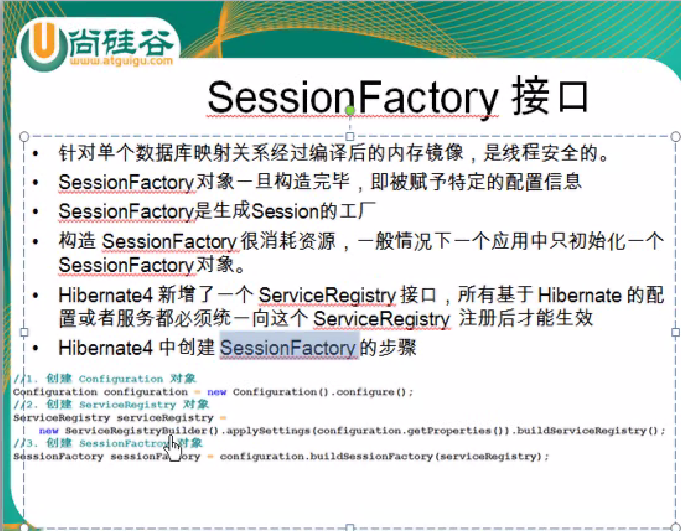 尚硅谷
www.atguigu.com
SessionFactory 接口
• 针对单个数据库映射关系经过编译后的内存镜像，是线程安全的。
• SessionFactory 对象一旦构造完毕，即被赋予特定的配置信息
• SessionFactory是生成Session的工厂
• 构造 SessionFactory 很消耗资源，一般情况下一个应用中只初始化一个
SessionFactory 对象。
• Hibernate4 新增了一个 ServiceRegistry 接口，所有基于 Hibernate 的配
置或者服务都必须统一向这个 ServiceRegistry 注册后才能生效
• Hibernate4 中创建 SessionFactory 的步骤
//1. 创建 Configuration 对象
Configuration configuration = new Configuration().configure();
//2. 创建 ServiceRegistry 对象
ServiceRegistry serviceRegistry =
new ServiceRegistryBuilder().applySettings(configuration.getProperties()).buildServiceRegistry();
//3. 创建 SessionFactroy 对象
SessionFactory sessionFactory = configuration.buildSessionFactory(serviceRegistry);